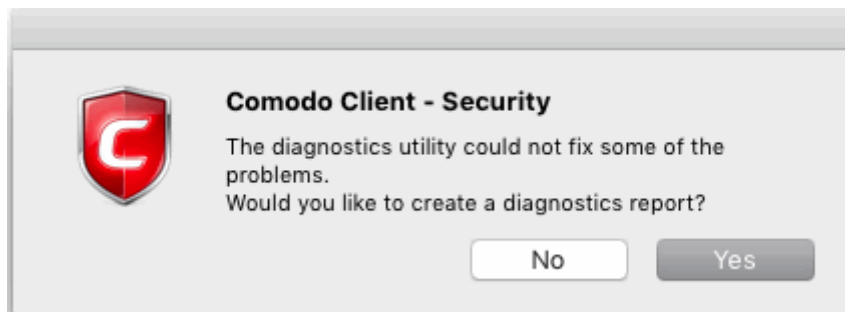 Comodo Client - Security
The diagnostics utility could not fix some of the
problems.
Would you like to create a diagnostics report?
No
Yes